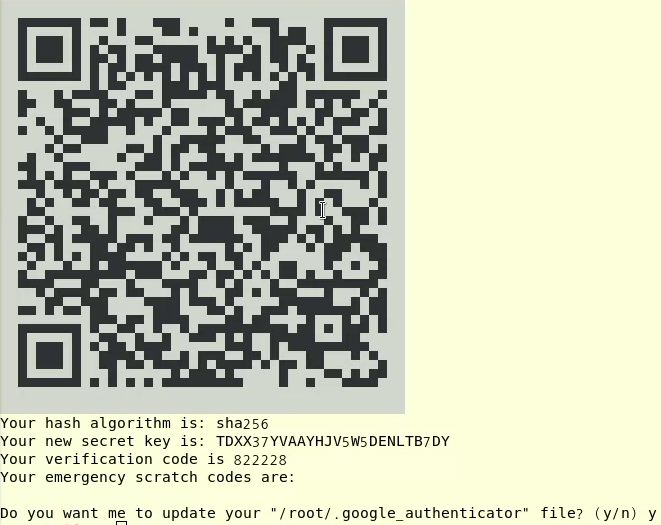 Your hash algorithm is: sha256
Your new secret key is: TDXX37YVAAYHJV5W5DENLTB7DY
Your verification code is 822228
Your emergency scratch codes are:
Do you want me to update your "/root/.google_authenticator" file? (y/n) y